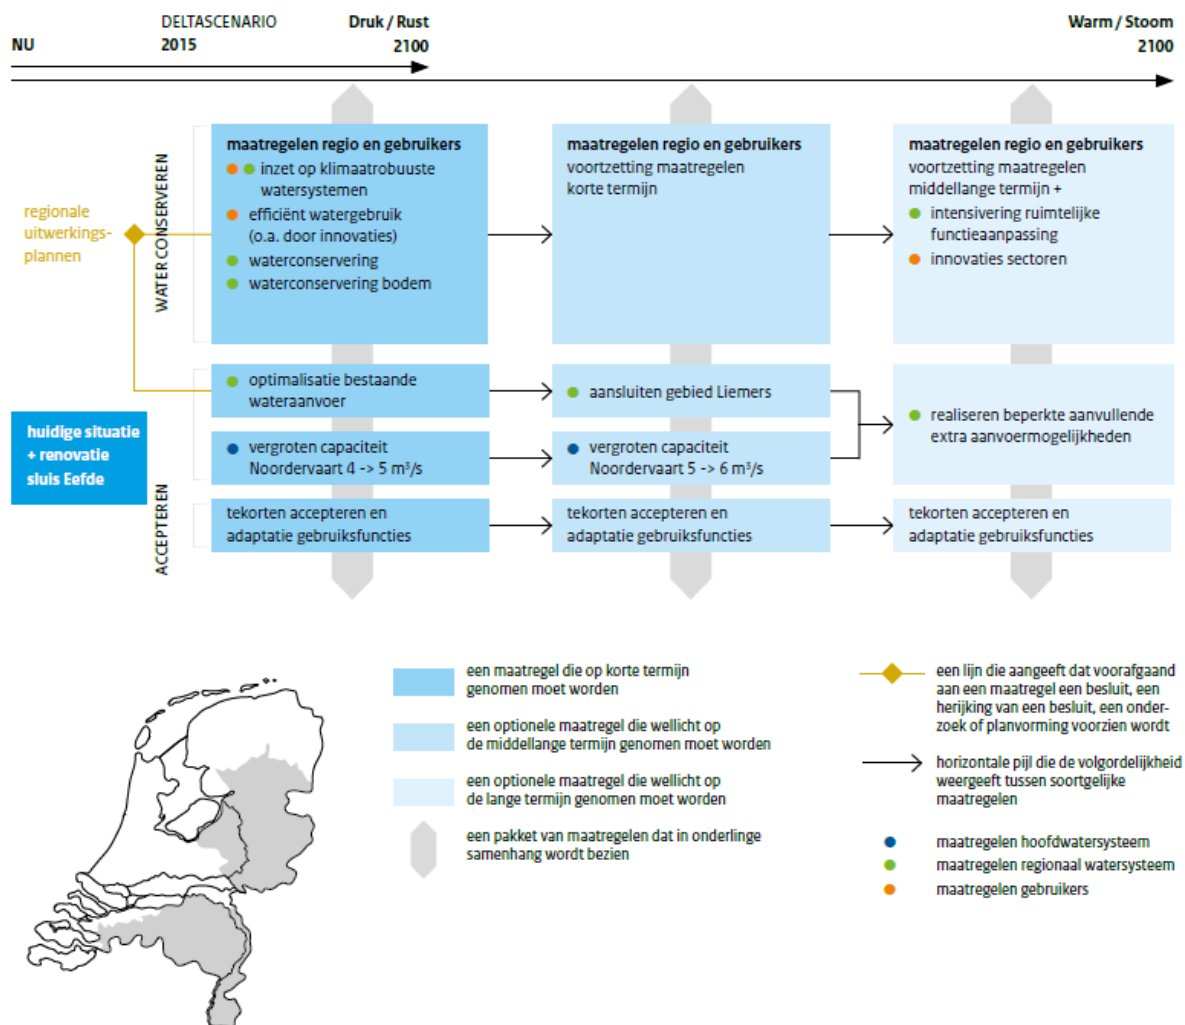 DELTASCENARIO
Druk / Rust
Warm / Stoom
NU
2015
2100
2100
WATER CONSERVEREN
regionale
uitwerkings-
plannen
maatregelen regio en gebruikers
inzet op klimaatrobuuste
watersystemen
efficiënt watergebruik
(o.a. door innovaties)
waterconservering
waterconservering bodem
maatregelen regio en gebruikers
voortzetting maatregelen
korte termijn
maatregelen regio en gebruikers
voortzetting maatregelen
middellange termijn +
intensivering ruimtelijke
functieaanpassing
innovaties sectoren
optimalisatie bestaande
wateraanvoer
aansluiten gebied Liemers
realiseren beperkte aanvullende
extra aanvoermogelijkheden
huidige situatie
+ renovatie
sluis Eefde
vergroten capaciteit
Noordervaart 4 -> 5 m³/s
vergroten capaciteit
Noordervaart 5 -> 6 m³/s
ACCEPTEREN
tekorten accepteren en
adaptatie gebruiksfuncties
tekorten accepteren en
adaptatie gebruiksfuncties
tekorten accepteren en
adaptatie gebruiksfuncties
een maatregel die op korte termijn
genomen moet worden
een optionele maatregel die wellicht op
de middellange termijn genomen moet worden
een optionele maatregel die wellicht op
de lange termijn genomen moet worden
een pakket van maatregelen dat in onderlinge
samenhang wordt bezien
een lijn die aangeeft dat voorafgaand
aan een maatregel een besluit, een
herijking van een besluit, een onder-
zoek of planvorming voorzien wordt
horizontale pijl die de volgordelijkheid
weergeeft tussen soortgelijke
maatregelen
maatregelen hoofdwatersysteem
maatregelen regionaal watersysteem
maatregelen gebruikers